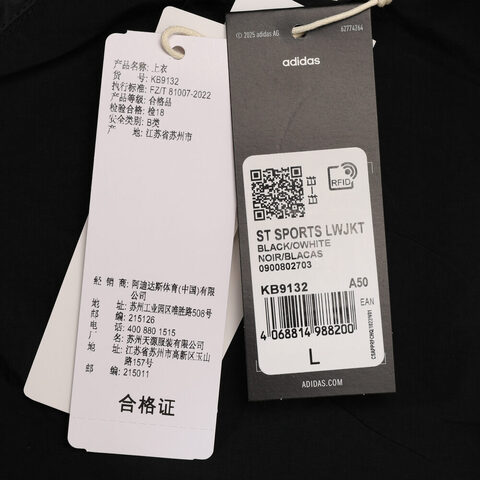 产品名称: 上衣
货　　号: KB9132
执行标准: FZ/T 81007-2022
产品等级: 合格品
检验合格: 检18
安全类别: B类
产　　地: 江苏省苏州市
经 销 商: 阿迪达斯体育(中国)有限公司
地　　址: 苏州工业园区唯胜路508号
邮　　编: 215126
电　　话: 400 880 1515
厂　　名: 苏州天源服装有限公司
地　　址: 江苏省苏州市高新区玉山路157号
邮　　编: 215011
合格证
© 2025 adidas AG
62774264
adidas
RFID
ST SPORTS LWJKT
BLACK/OWHITE
NOIR/BLACAS
0900802703
KB9132 A50
EAN
4 068814 988200
L
ADIDAS.COM